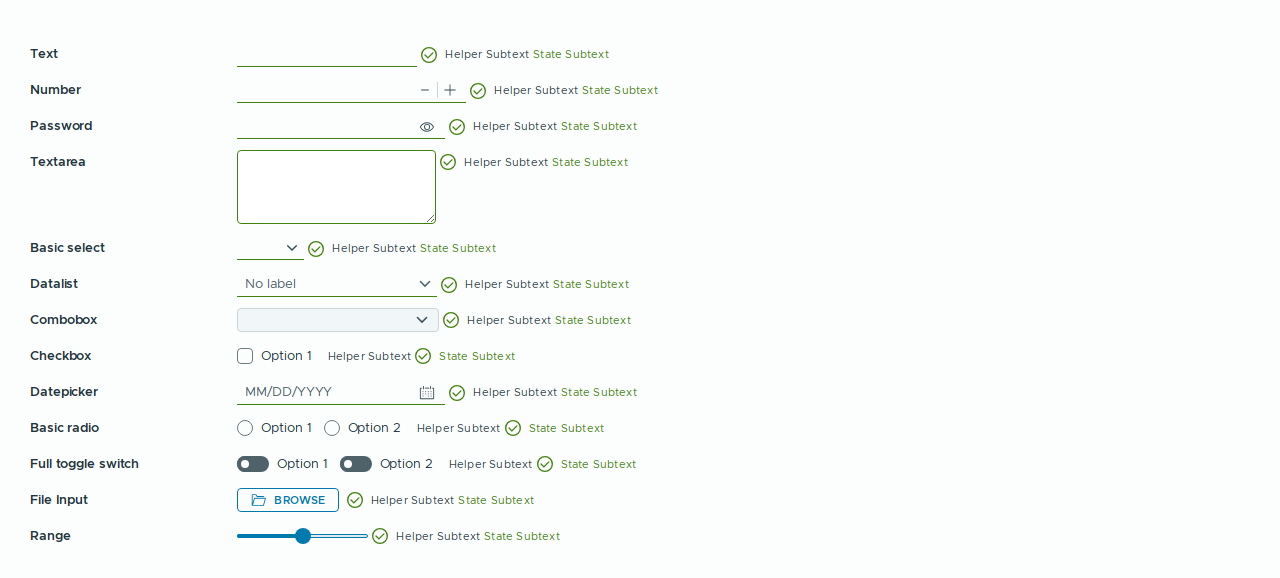 Text Helper Subtext State Subtext
Number Helper Subtext State Subtext
Password Helper Subtext State Subtext
Textarea Helper Subtext State Subtext
Basic select Helper Subtext State Subtext
Datalist No label Helper Subtext State Subtext
Combobox Helper Subtext State Subtext
Checkbox Option 1 Helper Subtext State Subtext
Datepicker MM/DD/YYYY Helper Subtext State Subtext
Basic radio Option 1 Option 2 Helper Subtext State Subtext
Full toggle switch Option 1 Option 2 Helper Subtext State Subtext
File Input BROWSE Helper Subtext State Subtext
Range Helper Subtext State Subtext